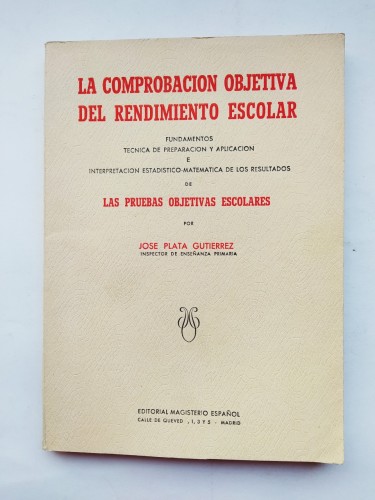 LA COMPROBACION OBJETIVA
DEL RENDIMIENTO ESCOLAR
FUNDAMENTOS
TECNICA DE PREPARACION Y APLICACION
E
INTERPRETACION ESTADISTICO-MATEMATICA DE LOS RESULTADOS
DE
LAS PRUEBAS OBJETIVAS ESCOLARES
POR
JOSE PLATA GUTIERREZ
INSPECTOR DE ENSEÑANZA PRIMARIA
EDITORIAL MAGISTERIO ESPAÑOL
CALLE DE QUEVED , 1, 3 Y 5 - MADRID